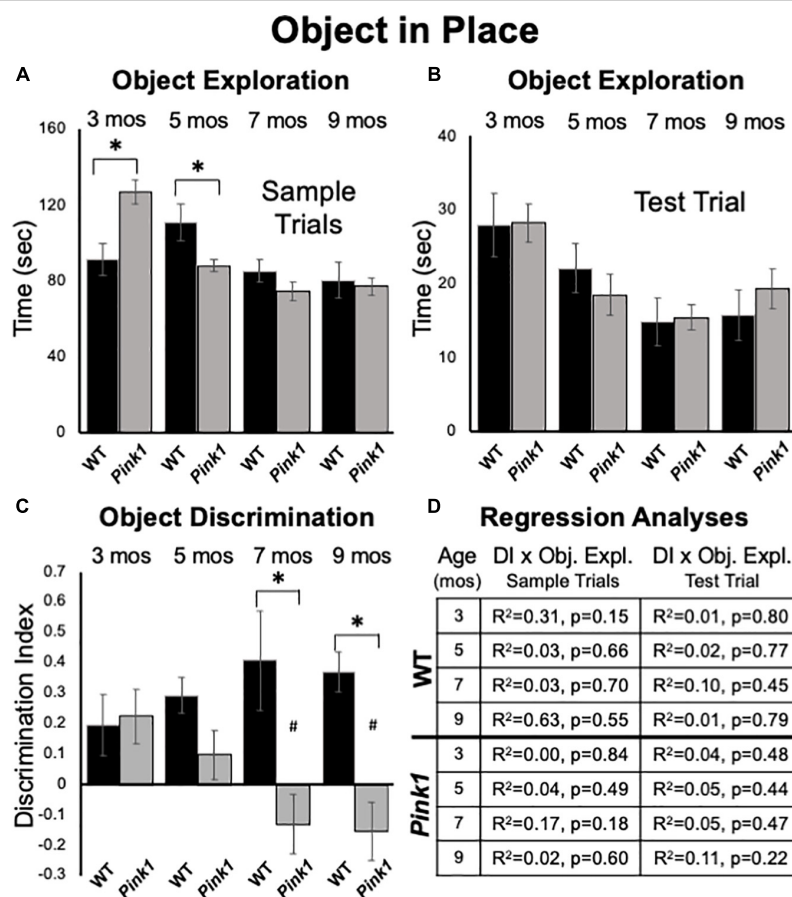 Object in Place
A
Object Exploration
3 mos 5 mos 7 mos 9 mos
160
120
80
40
0
Time (sec)
*
*
Sample
Trials
WT Pink1 WT Pink1 WT Pink1 WT Pink1
B
Object Exploration
3 mos 5 mos 7 mos 9 mos
40
30
20
10
0
Time (sec)
Test Trial
WT Pink1 WT Pink1 WT Pink1 WT Pink1
C
Object Discrimination
3 mos 5 mos 7 mos 9 mos
0.7
0.6
0.5
0.4
0.3
0.2
0.1
0
-0.1
-0.2
-0.3
Discrimination Index
*
*
# #
WT Pink1 WT Pink1 WT Pink1 WT Pink1
D
Regression Analyses
Age DI x Obj. Expl. DI x Obj. Expl.
(mos) Sample Trials Test Trial
WT
3 R²=0.31, p=0.15 R²=0.01, p=0.80
5 R²=0.03, p=0.66 R²=0.02, p=0.77
7 R²=0.03, p=0.70 R²=0.10, p=0.45
9 R²=0.63, p=0.55 R²=0.01, p=0.79
Pink1
3 R²=0.00, p=0.84 R²=0.04, p=0.48
5 R²=0.04, p=0.49 R²=0.05, p=0.44
7 R²=0.17, p=0.18 R²=0.05, p=0.47
9 R²=0.02, p=0.60 R²=0.11, p=0.22